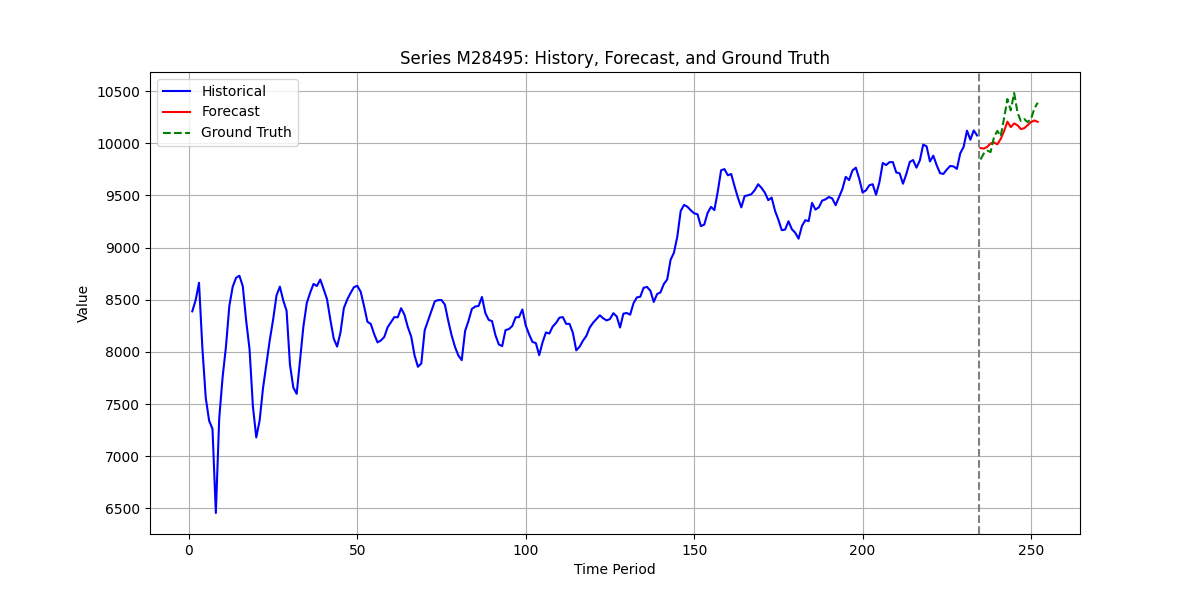 Series M28495: History, Forecast, and Ground Truth
Historical
Forecast
Ground Truth
10500
10000
9500
9000
8500
8000
7500
7000
6500
Value
0 50 100 150 200 250
Time Period